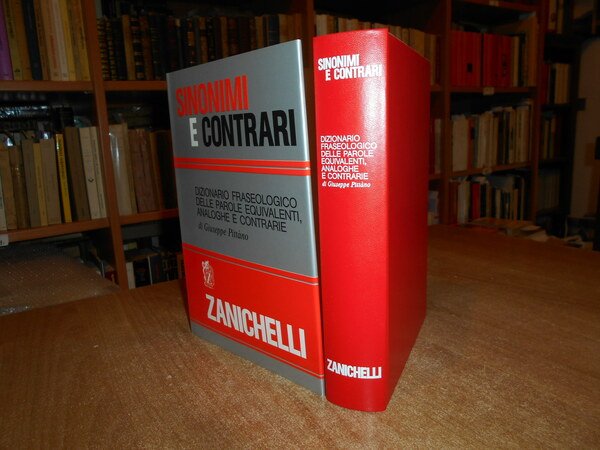 SINONIMI
E CONTRARI
DIZIONARIO FRASEOLOGICO
DELLE PAROLE EQUIVALENTI,
ANALOGHE E CONTRARIE
di Giuseppe Pittàno
ZANICHELLI
SINONIMI
E CONTRARI
DIZIONARIO
FRASEOLOGICO
DELLE PAROLE
EQUIVALENTI,
ANALOGHE
E CONTRARIE
di Giuseppe Pittàno
ZANICHELLI